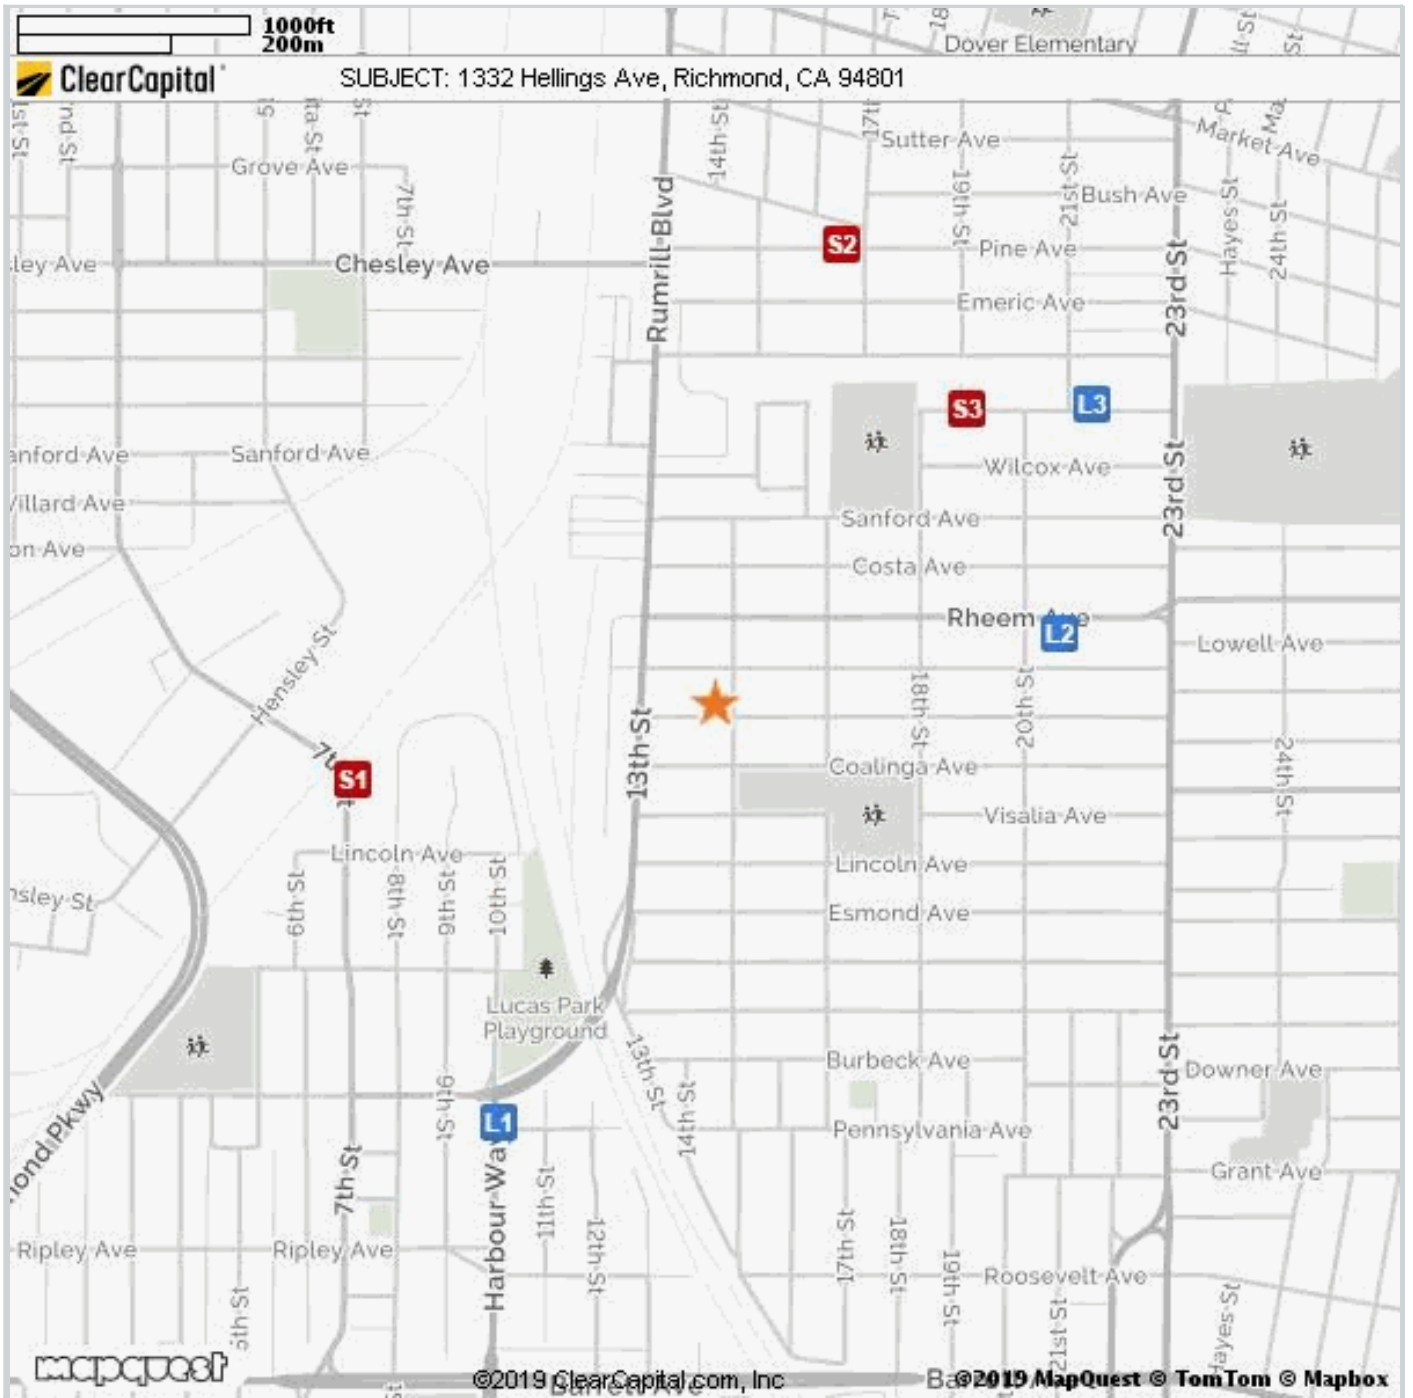 1000ft
200m
Dover Elementary
ClearCapital
SUBJECT: 1332 Hellings Ave, Richmond, CA 94801
14th St
17th
Sutter Ave
Market Ave
Grove Ave
7th St
19th St
21st St
Bush Ave
Hayes St
24th St
Rumrill Blvd
S2
Pine Ave
23rd St
Chesley Ave
Emeric Ave
S3
L3
Sanford Ave
Wilcox Ave
23rd St
Sanford Ave
Costa Ave
Rheem Ave
L2
Lowell Ave
Hensley St
18th St
20th St
13th St
7th
S1
Coalinga Ave
24th St
Visalia Ave
Lincoln Ave
Lincoln Ave
6th St
8th St
9th St
10th St
Esmond Ave
Lucas Park
Playground
13th St
Burbeck Ave
23rd St
Downer Ave
9th St
14th St
L1
Pennsylvania Ave
Grant Ave
7th St
Harbour Way
11th St
12th St
17th St
18th St
19th St
Ripley Ave
Ripley Ave
Roosevelt Ave
21st St
Hayes St
mapquest
©2019 ClearCapital.com, Inc
Barrett Ave
©2019 MapQuest © TomTom © Mapbox